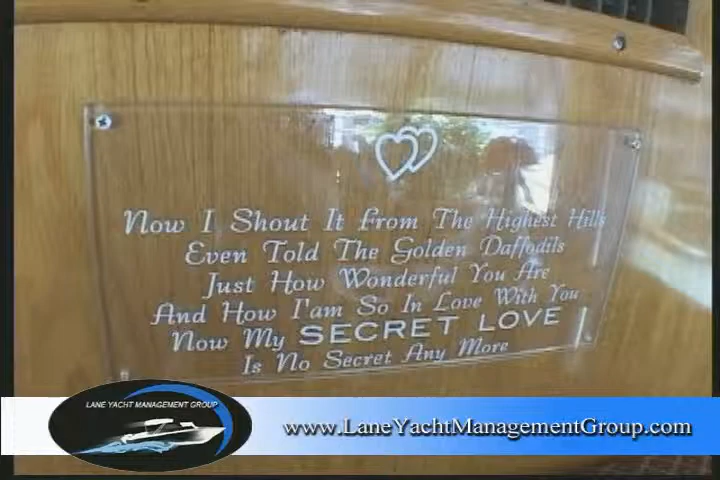 Now I Shout It From The Highest Hills
Even Told The Golden Daffodils
Just How Wonderful You Are
And How I'am So In Love With You
Now My SECRET LOVE
Is No Secret Any More
LANE YACHT MANAGEMENT GROUP
www.LaneYachtManagementGroup.com